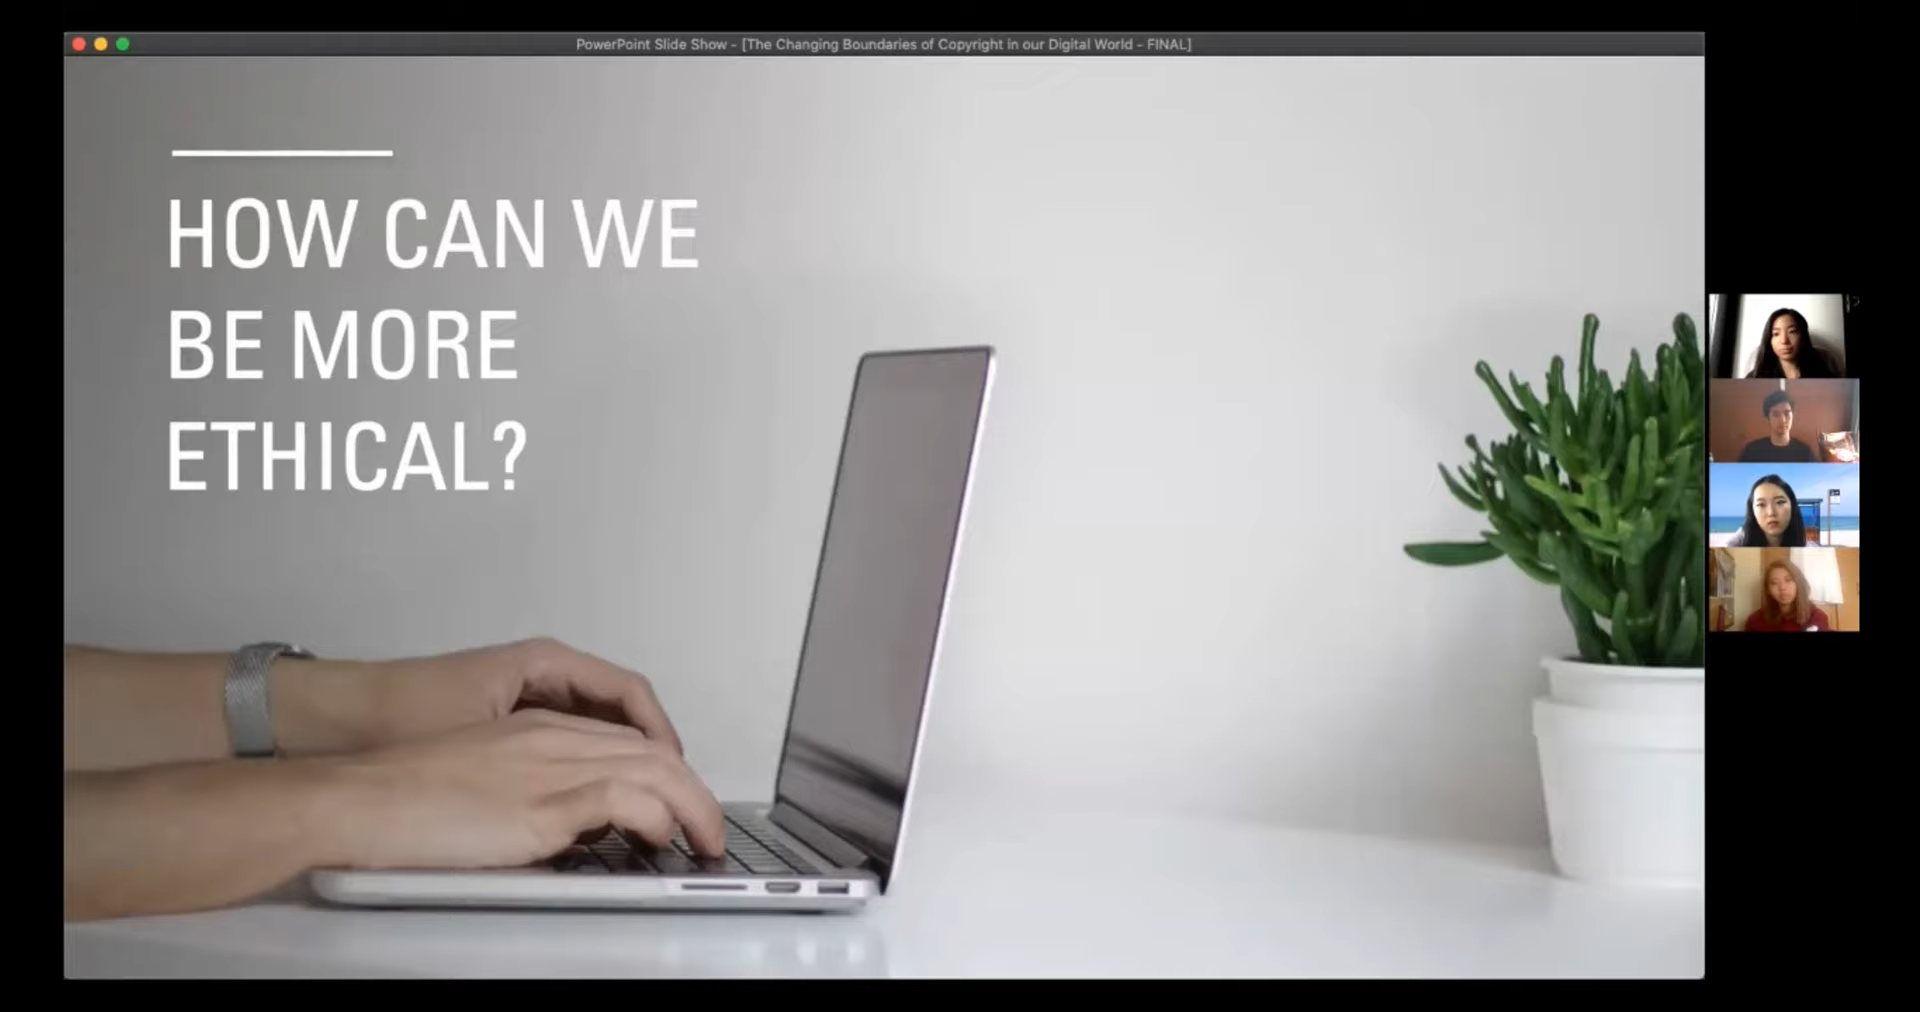 PowerPoint Slide Show - [The Changing Boundaries of Copyright in our Digital World - FINAL]
HOW CAN WE
BE MORE
ETHICAL?